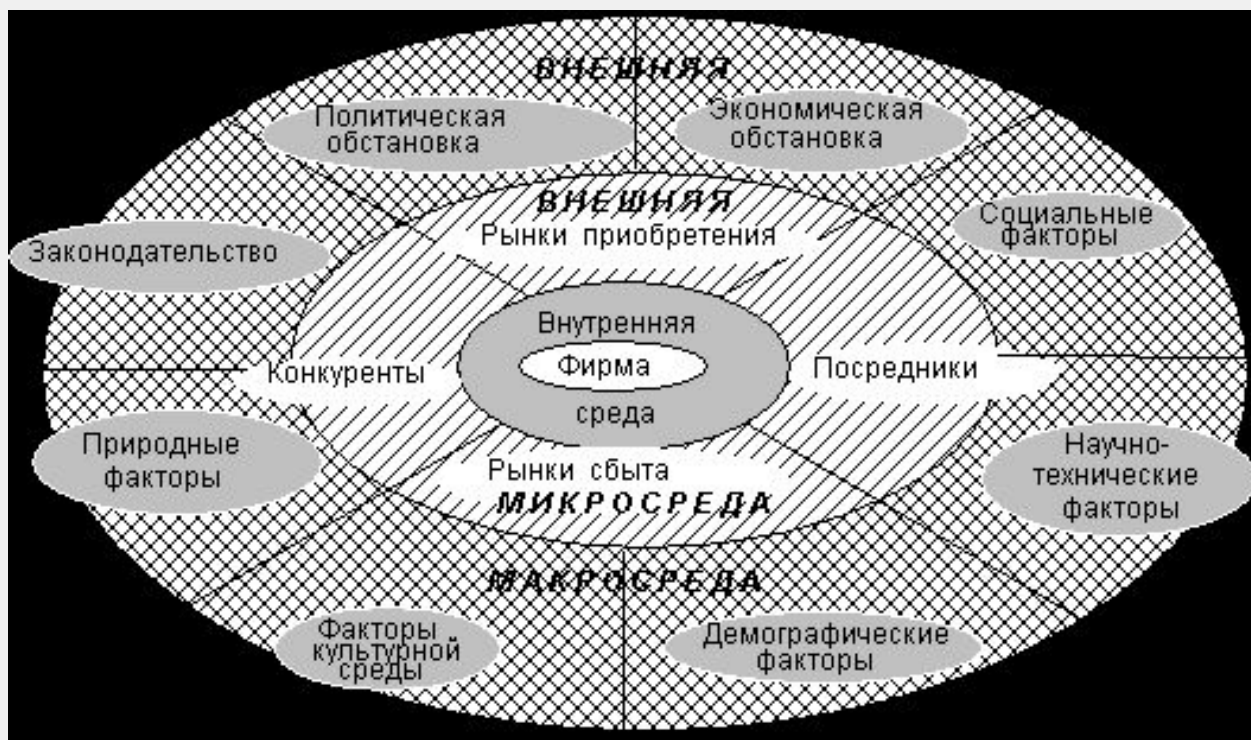 ВНЕШНЯЯ
Политическая
обстановка
Экономическая
обстановка
ВНЕШНЯЯ
Рынки приобретения
Социальные
факторы
Законодательство
Внутренняя
Фирма
среда
Конкуренты
Посредники
Природные
факторы
Рынки сбыта
МИКРОСРЕДА
Научно-
технические
факторы
МАКРОСРЕДА
Факторы
культурной
среды
Демографические
факторы